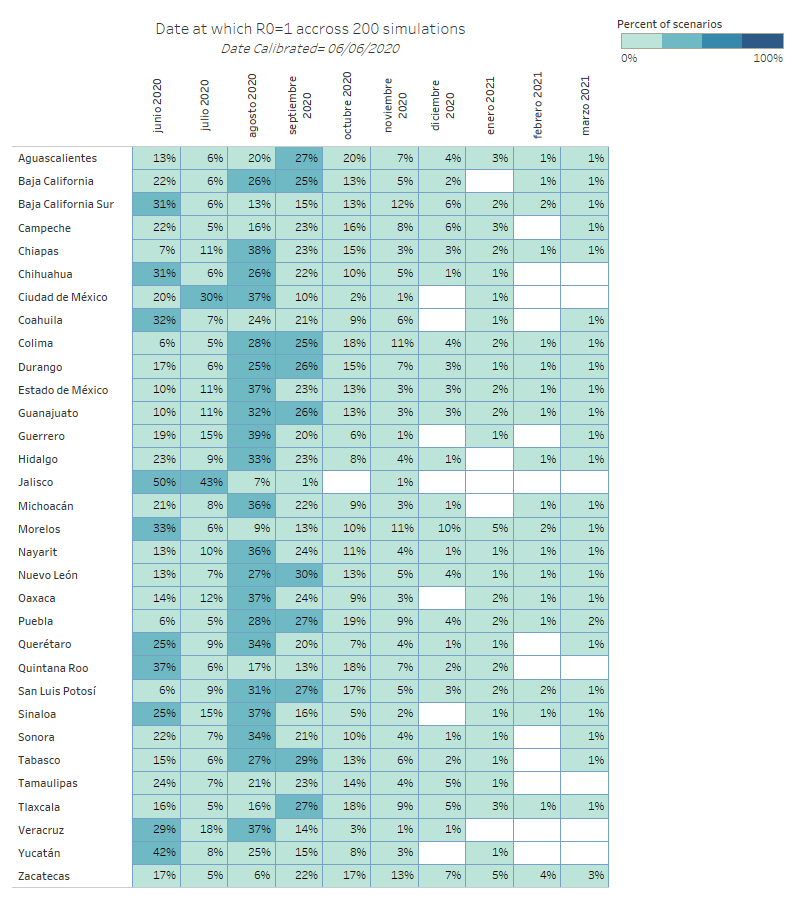 Date at which R0=1 accross 200 simulations
Date Calibrated= 06/06/2020
Percent of scenarios
0% 100%
junio 2020 julio 2020 agosto 2020 septiembre 2020 octubre 2020 noviembre 2020 diciembre 2020 enero 2021 febrero 2021 marzo 2021
Aguascalientes 13% 6% 20% 27% 20% 7% 4% 3% 1% 1%
Baja California 22% 6% 26% 25% 13% 5% 2% 1% 1%
Baja California Sur 31% 6% 13% 15% 13% 12% 6% 2% 2% 1%
Campeche 22% 5% 16% 23% 16% 8% 6% 3% 1%
Chiapas 7% 11% 38% 23% 15% 3% 3% 2% 1% 1%
Chihuahua 31% 6% 26% 22% 10% 5% 1% 1%
Ciudad de México 20% 30% 37% 10% 2% 1% 1%
Coahuila 32% 7% 24% 21% 9% 6% 1% 1%
Colima 6% 5% 28% 25% 18% 11% 4% 2% 1% 1%
Durango 17% 6% 25% 26% 15% 7% 3% 1% 1% 1%
Estado de México 10% 11% 37% 23% 13% 3% 3% 2% 1% 1%
Guanajuato 10% 11% 32% 26% 13% 3% 3% 2% 1% 1%
Guerrero 19% 15% 39% 20% 6% 1% 1% 1%
Hidalgo 23% 9% 33% 23% 8% 4% 1% 1% 1%
Jalisco 50% 43% 7% 1% 1%
Michoacán 21% 8% 36% 22% 9% 3% 1% 1% 1%
Morelos 33% 6% 9% 13% 10% 11% 10% 5% 2% 1%
Nayarit 13% 10% 36% 24% 11% 4% 1% 1% 1% 1%
Nuevo León 13% 7% 27% 30% 13% 5% 4% 1% 1% 1%
Oaxaca 14% 12% 37% 24% 9% 3% 2% 1% 1%
Puebla 6% 5% 28% 27% 19% 9% 4% 2% 1% 2%
Querétaro 25% 9% 34% 20% 7% 4% 1% 1% 1%
Quintana Roo 37% 6% 17% 13% 18% 7% 2% 2%
San Luis Potosí 6% 9% 31% 27% 17% 5% 3% 2% 2% 1%
Sinaloa 25% 15% 37% 16% 5% 2% 1% 1% 1%
Sonora 22% 7% 34% 21% 10% 4% 1% 1% 1%
Tabasco 15% 6% 27% 29% 13% 6% 2% 1% 1%
Tamaulipas 24% 7% 21% 23% 14% 4% 5% 1%
Tlaxcala 16% 5% 16% 27% 18% 9% 5% 3% 1% 1%
Veracruz 29% 18% 37% 14% 3% 1% 1%
Yucatán 42% 8% 25% 15% 8% 3% 1%
Zacatecas 17% 5% 6% 22% 17% 13% 7% 5% 4% 3%